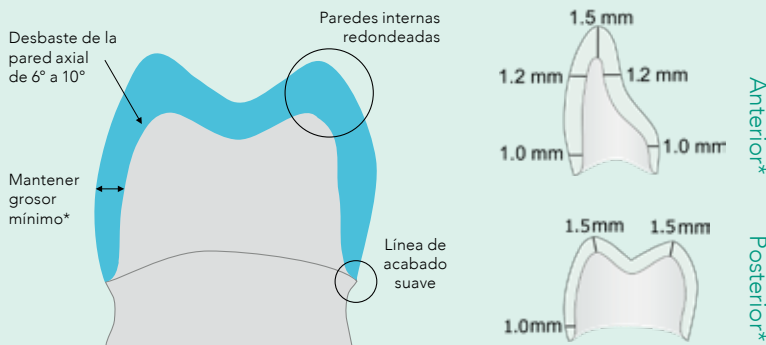 Desbaste de la
pared axial
de 6° a 10°
Paredes internas
redondeadas
Mantener
grosor
mínimo*
Línea de
acabado
suave
1.5 mm
1.2 mm
1.2 mm
1.0 mm
1.0 mm
Anterior*
1.5mm
1.5mm
1.0mm
Posterior*